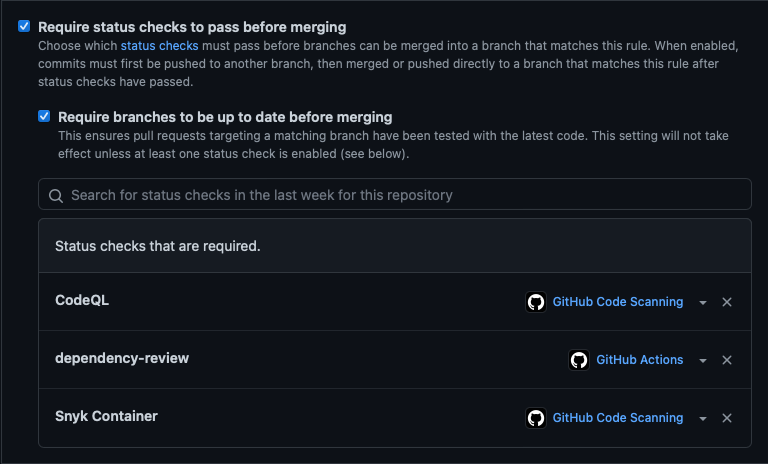 Require status checks to pass before merging
Choose which status checks must pass before branches can be merged into a branch that matches this rule. When enabled,
commits must first be pushed to another branch, then merged or pushed directly to a branch that matches this rule after
status checks have passed.
Require branches to be up to date before merging
This ensures pull requests targeting a matching branch have been tested with the latest code. This setting will not take
effect unless at least one status check is enabled (see below).
Search for status checks in the last week for this repository
Status checks that are required.
CodeQL GitHub Code Scanning
dependency-review GitHub Actions
Snyk Container GitHub Code Scanning